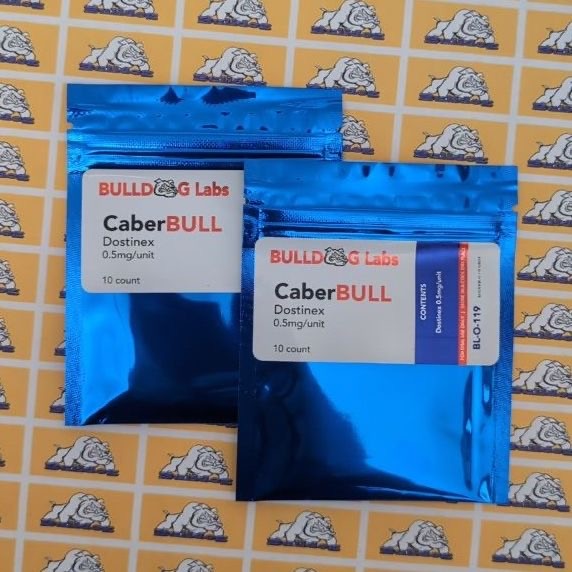 BULLDOG Labs
CaberBULL
Dostinex
0.5mg/unit
10 count
BULLDOG Labs
CaberBULL
Dostinex
0.5mg/unit
10 count
CONTENTS
Dostinex 0.5mg/unit
BL-O-119